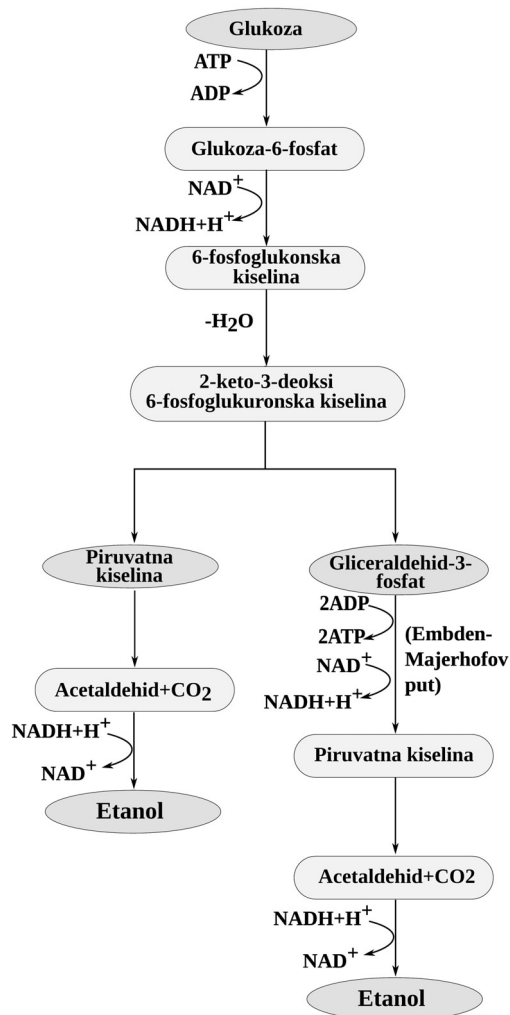 Glukoza
ATP
ADP
Glukoza-6-fosfat
NAD+
NADH+H+
6-fosfoglukonska
kiselina
-H2O
2-keto-3-deoksi
6-fosfoglukuronska kiselina
Piruvatna
kiselina
Acetaldehid+CO2
NADH+H+
NAD+
Etanol
Gliceraldehid-3-
fosfat
2ADP
2ATP
NAD+
NADH+H+
(Embden-
Majerhofov
put)
Piruvatna kiselina
Acetaldehid+CO2
NADH+H+
NAD+
Etanol